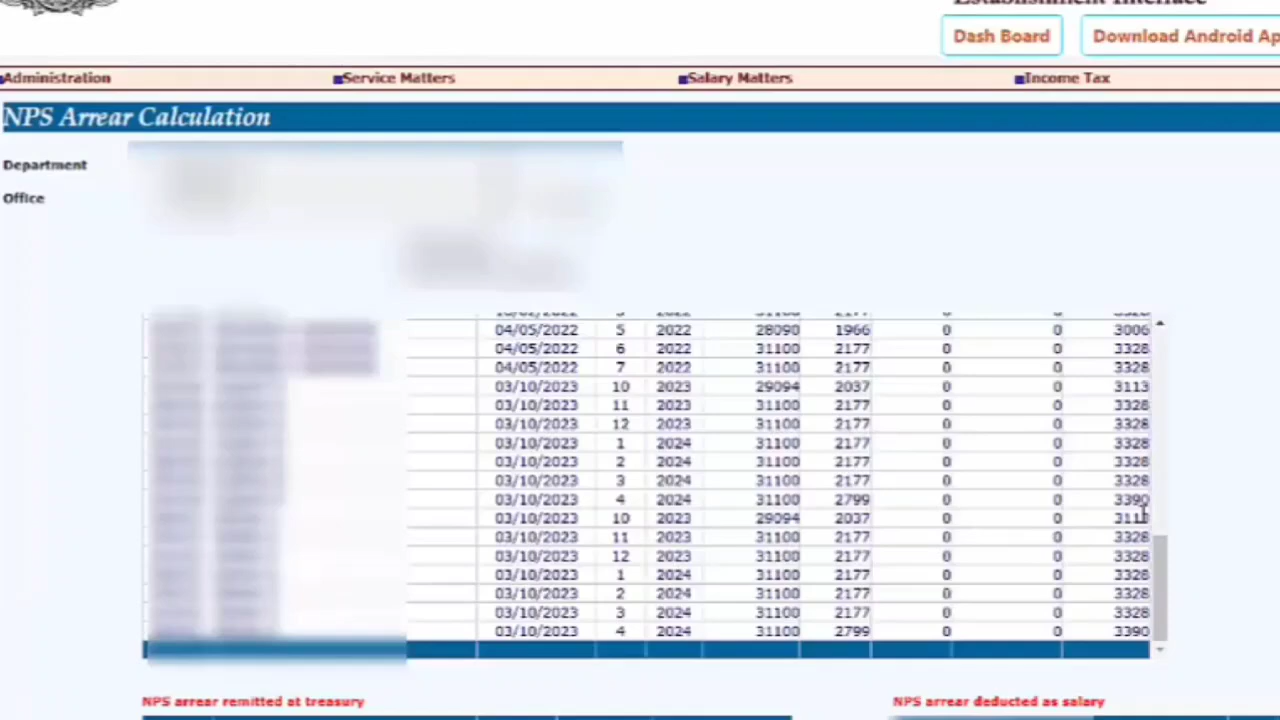 Establishment Interface
Dash Board Download Android Ap
Administration Service Matters Salary Matters Income Tax
NPS Arrear Calculation
Department
Office
04/05/2022 5 2022 28090 1966 0 0 3006
04/05/2022 6 2022 31100 2177 0 0 3328
04/05/2022 7 2022 31100 2177 0 0 3328
03/10/2023 10 2023 29094 2037 0 0 3113
03/10/2023 11 2023 31100 2177 0 0 3328
03/10/2023 12 2023 31100 2177 0 0 3328
03/10/2023 1 2024 31100 2177 0 0 3328
03/10/2023 2 2024 31100 2177 0 0 3328
03/10/2023 3 2024 31100 2177 0 0 3328
03/10/2023 4 2024 31100 2799 0 0 3390
03/10/2023 10 2023 29094 2037 0 0
03/10/2023 11 2023 31100 2177 0 0 3328
03/10/2023 12 2023 31100 2177 0 0 3328
03/10/2023 1 2024 31100 2177 0 0 3328
03/10/2023 2 2024 31100 2177 0 0 3328
03/10/2023 3 2024 31100 2177 0 0 3328
03/10/2023 4 2024 31100 2799 0 0 3390
NPS arrear remitted at treasury NPS arrear deducted as salary